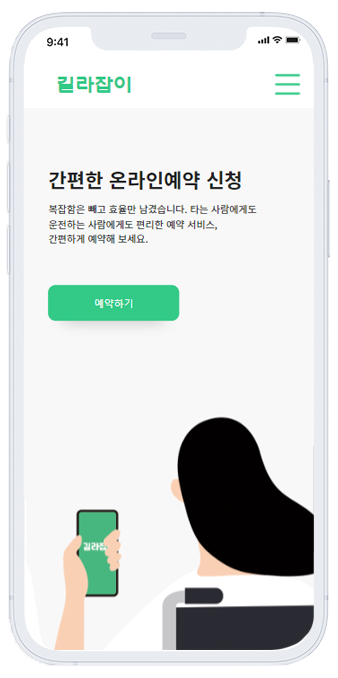 9:41
길라잡이
간편한 온라인예약 신청
복잡함은 빼고 효율만 남겼습니다. 타는 사람에게도
운전하는 사람에게도 편리한 예약 서비스,
간편하게 예약해 보세요.
예약하기
길라잡